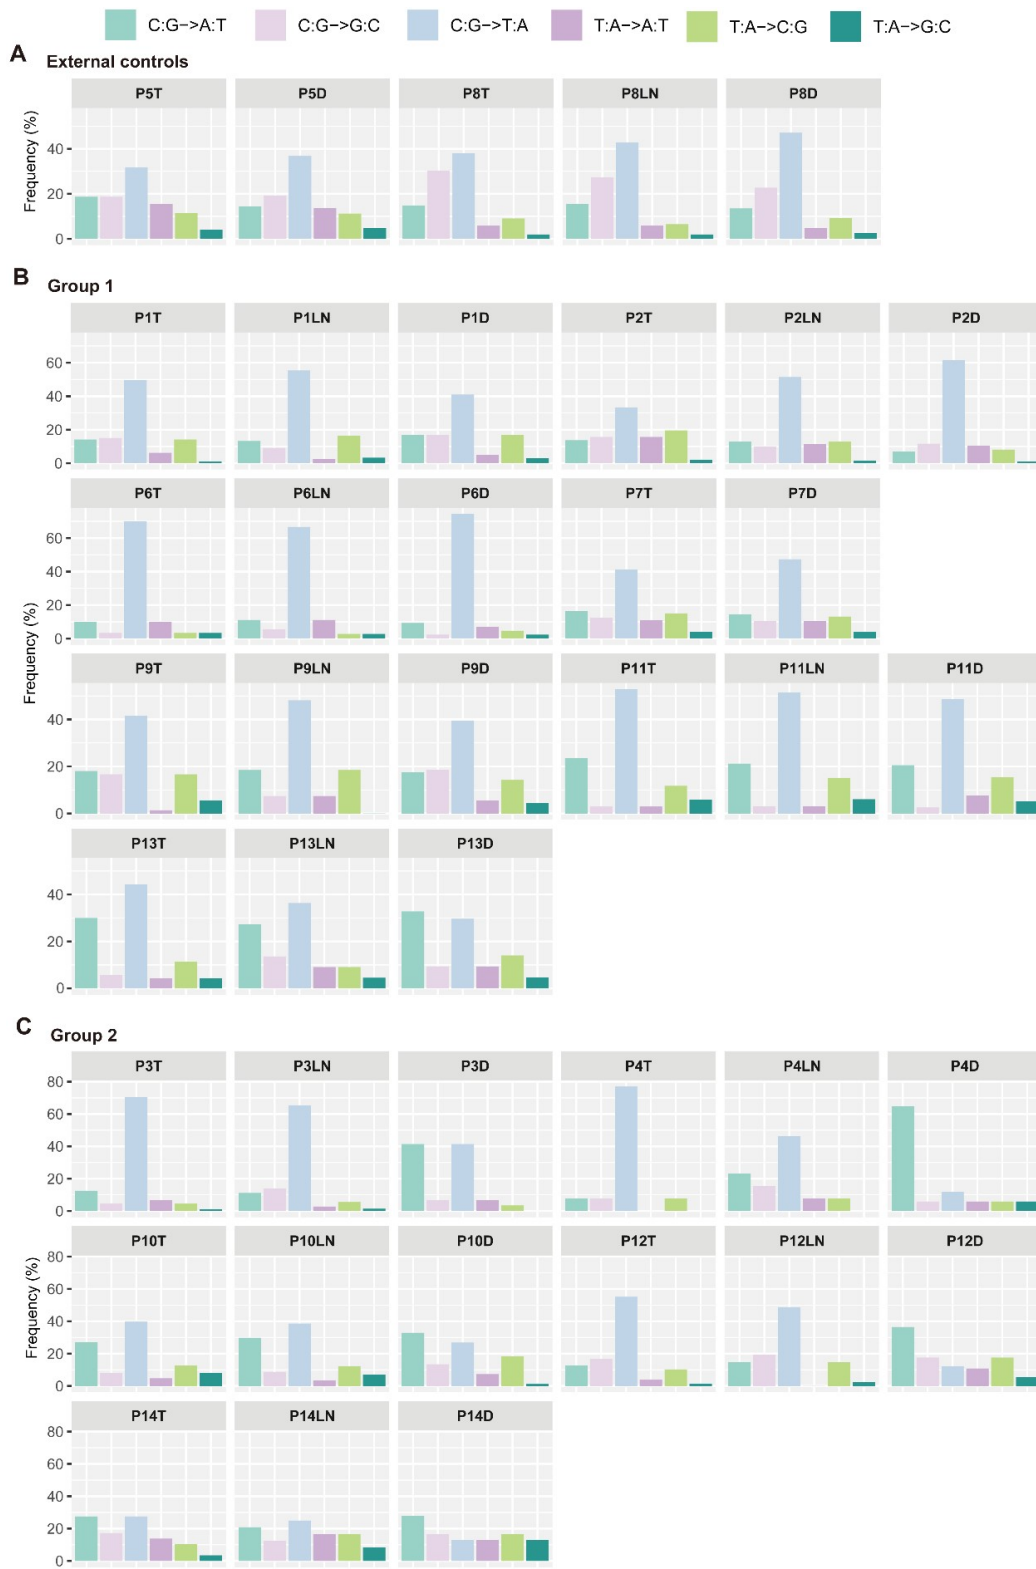 C:G−>A:T C:G−>G:C C:G−>T:A T:A−>A:T T:A−>C:G T:A−>G:C
A External controls
P5T P5D P8T P8LN P8D
Frequency (%)
40
20
0
B Group 1
P1T P1LN P1D P2T P2LN P2D
60
40
20
0
P6T P6LN P6D P7T P7D
60
40
20
0
Frequency (%)
P9T P9LN P9D P11T P11LN P11D
40
20
0
P13T P13LN P13D
40
20
0
C Group 2
P3T P3LN P3D P4T P4LN P4D
80
60
40
20
0
P10T P10LN P10D P12T P12LN P12D
80
60
40
20
0
Frequency (%)
P14T P14LN P14D
80
60
40
20
0